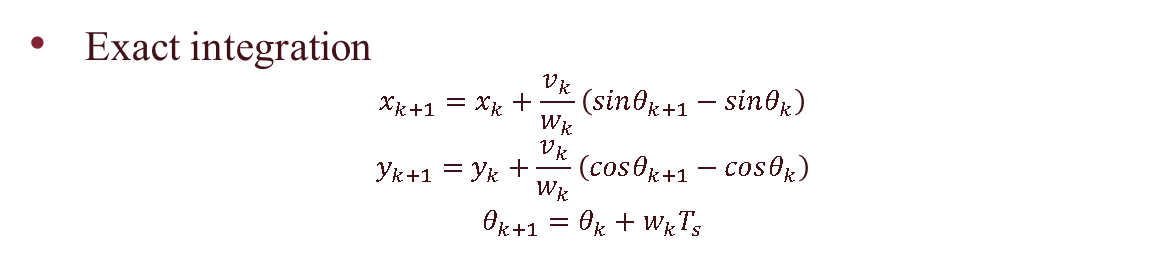 • Exact integration
x_{k+1} = x_k + \frac{v_k}{w_k} (sinθ_{k+1} − sinθ_k)
y_{k+1} = y_k + \frac{v_k}{w_k} (cosθ_{k+1} − cosθ_k)
θ_{k+1} = θ_k + w_k T_s